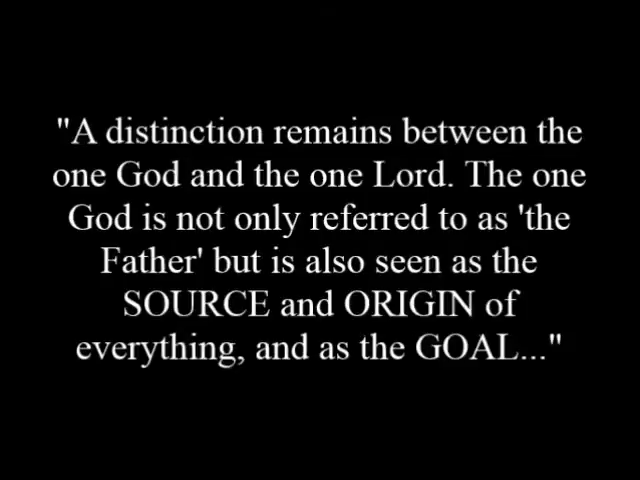 "A distinction remains between the
one God and the one Lord. The one
God is not only referred to as 'the
Father' but is also seen as the
SOURCE and ORIGIN of
everything, and as the GOAL..."